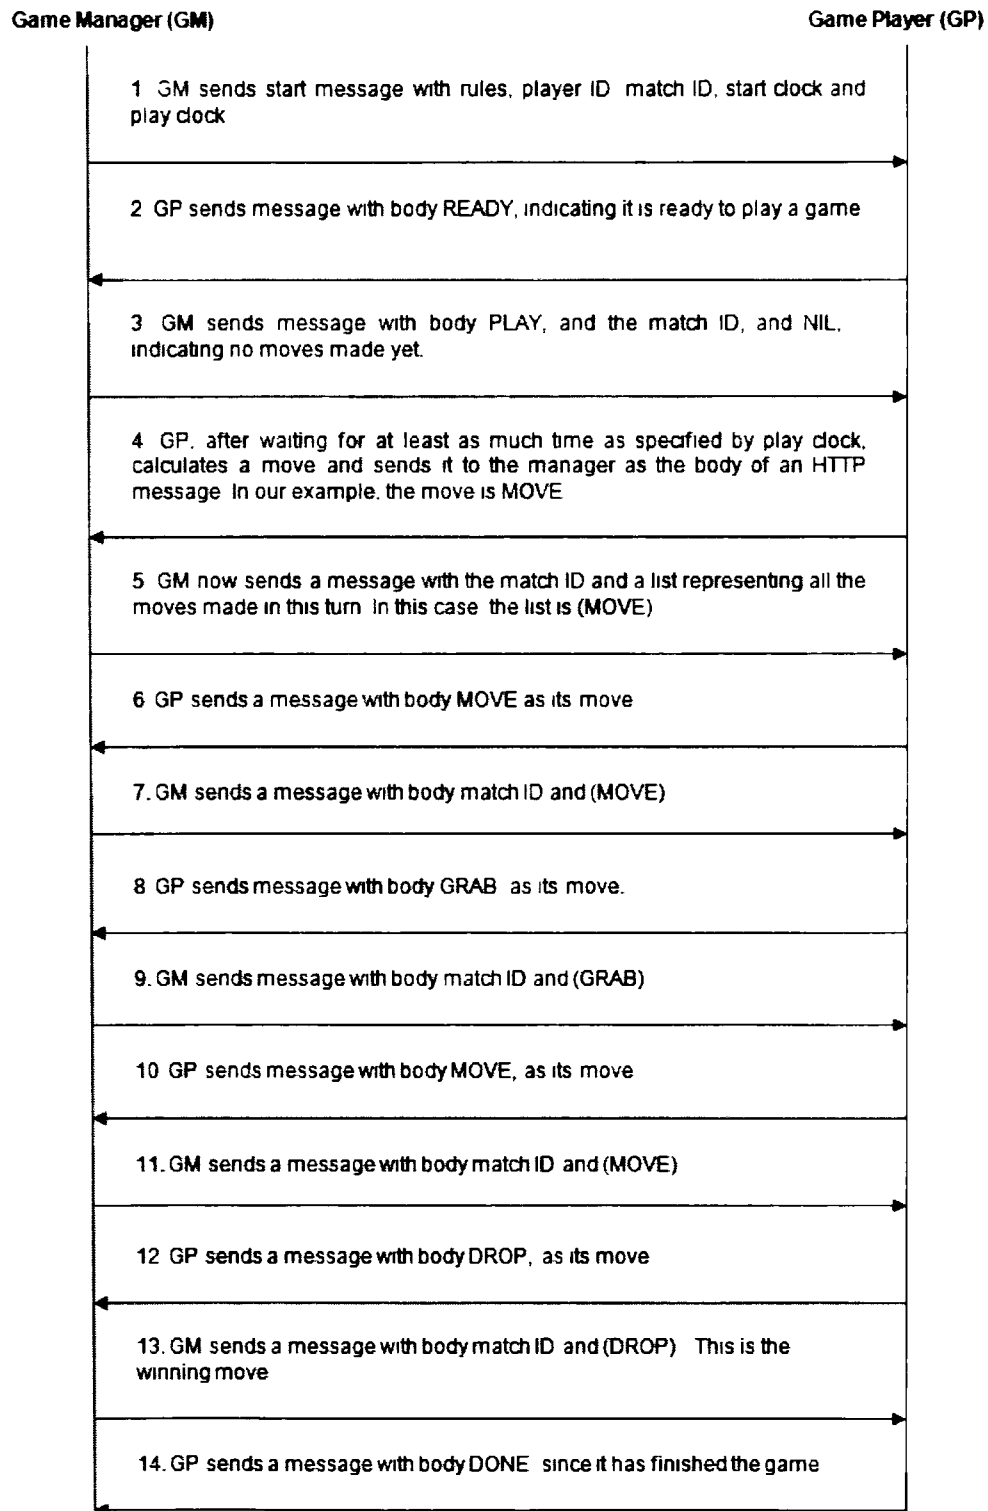 Game Manager (GM)
Game Player (GP)
1 GM sends start message with rules, player ID match ID, start clock and
play clock
2 GP sends message with body READY, indicating it is ready to play a game
3 GM sends message with body PLAY, and the match ID, and NIL,
indicating no moves made yet.
4 GP, after waiting for at least as much time as specified by play clock,
calculates a move and sends it to the manager as the body of an HTTP
message In our example, the move is MOVE
5 GM now sends a message with the match ID and a list representing all the
moves made in this turn In this case the list is (MOVE)
6 GP sends a message with body MOVE as its move
7. GM sends a message with body match ID and (MOVE)
8 GP sends message with body GRAB as its move.
9. GM sends message with body match ID and (GRAB)
10 GP sends message with body MOVE, as its move
11. GM sends a message with body match ID and (MOVE)
12 GP sends a message with body DROP, as its move
13. GM sends a message with body match ID and (DROP) This is the
winning move
14. GP sends a message with body DONE since it has finished the game